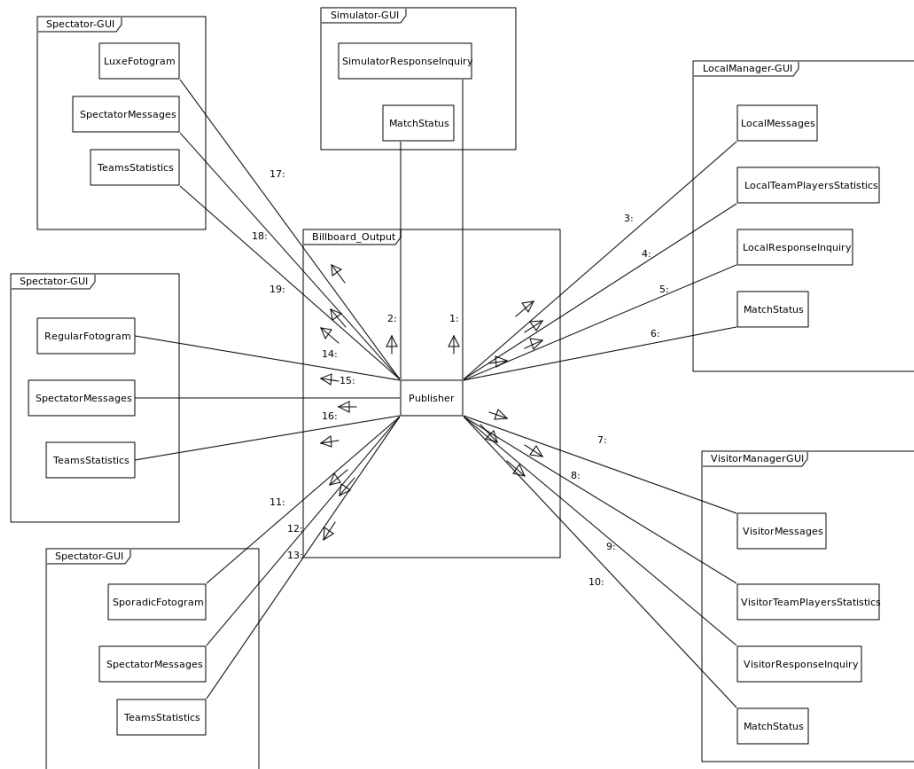 Spectator-GUI
LuxeFotogram
SpectatorMessages
TeamsStatistics
17:
18:
19:
Simulator-GUI
SimulatorResponseInquiry
MatchStatus
LocalManager-GUI
LocalMessages
LocalTeamPlayersStatistics
LocalResponseInquiry
MatchStatus
3:
4:
5:
6:
Billboard_Output
2:
1:
Publisher
Spectator-GUI
RegularFotogram
SpectatorMessages
TeamsStatistics
14:
15:
16:
Spectator-GUI
SporadicFotogram
SpectatorMessages
TeamsStatistics
11:
12:
13:
VisitorManagerGUI
VisitorMessages
VisitorTeamPlayersStatistics
VisitorResponseInquiry
MatchStatus
7:
8:
9:
10: